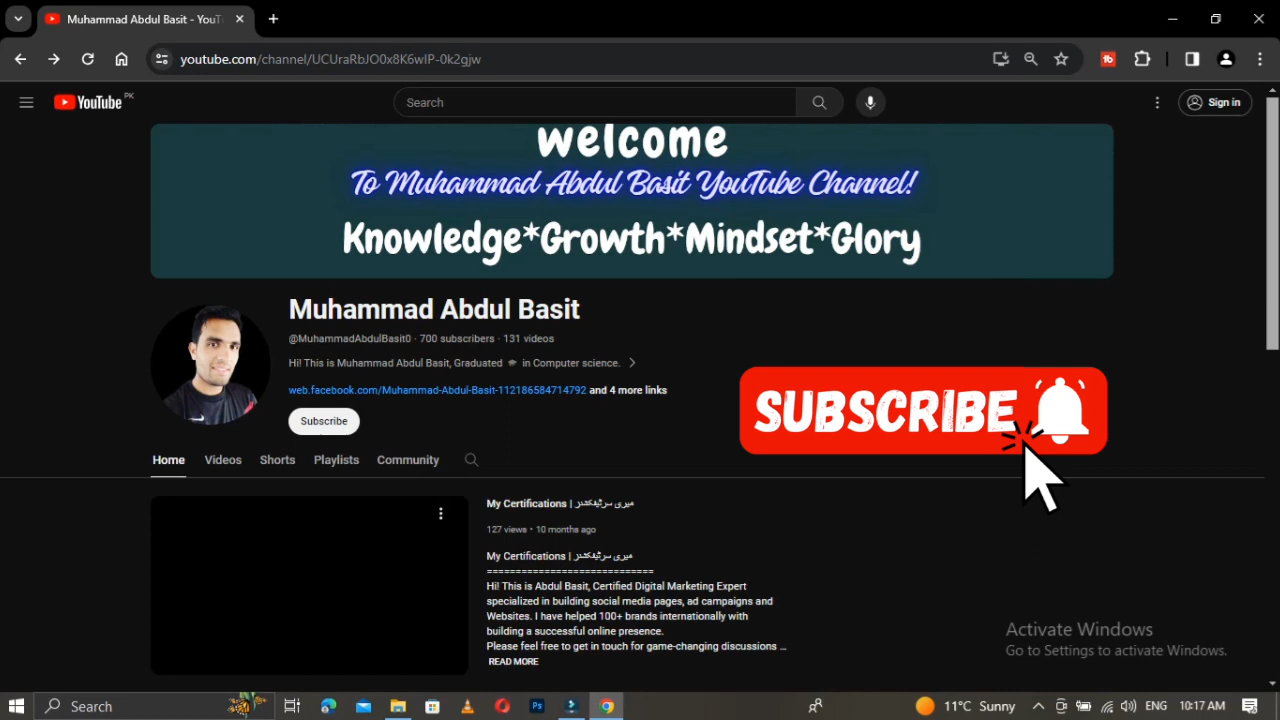 Muhammad Abdul Basit - YouT
youtube.com/channel/UCUraRbJO0x8K6wIP-0k2gjw
YouTube PK
Search
Sign in
welcome
To Muhammad Abdul Basit YouTube Channel!
Knowledge*Growth*Mindset*Glory
Muhammad Abdul Basit
@MuhammadAbdulBasit0 · 700 subscribers · 131 videos
Hi! This is Muhammad Abdul Basit, Graduated 🎓 in Computer science.
web.facebook.com/Muhammad-Abdul-Basit-112186584714792 and 4 more links
Subscribe
SUBSCRIBE
Home Videos Shorts Playlists Community
My Certifications | میری سرٹیفکشنز
127 views • 10 months ago
My Certifications | میری سرٹیفکشنز
============================
Hi! This is Abdul Basit, Certified Digital Marketing Expert
specialized in building social media pages, ad campaigns and
Websites. I have helped 100+ brands internationally with
building a successful online presence.
Please feel free to get in touch for game-changing discussions ...
READ MORE
Activate Windows
Go to Settings to activate Windows.
Search
Ps
11°C Sunny
ENG
10:17 AM